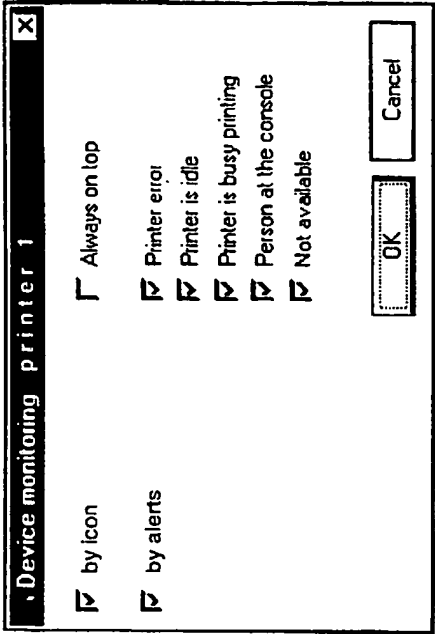 Device monitoring printer 1
by icon
Always on top
by alerts
Printer error
Printer is idle
Printer is busy printing
Person at the console
Not available
OK
Cancel